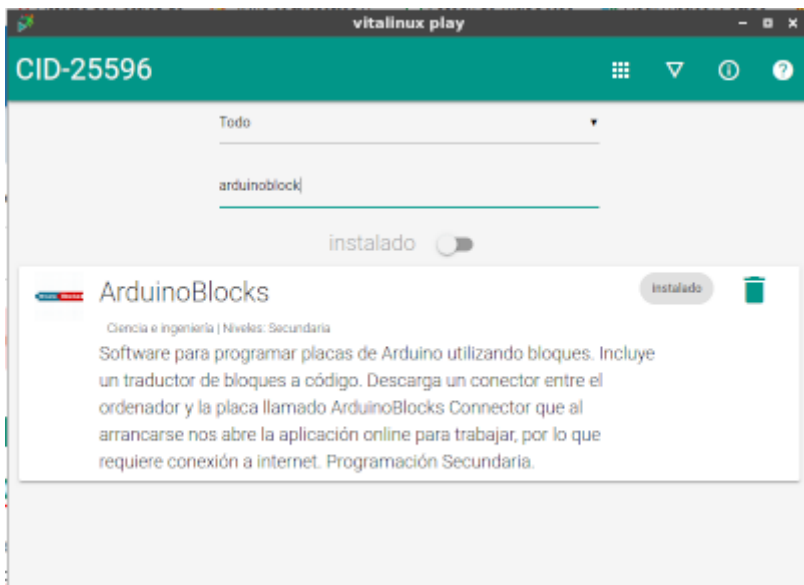 vitalinux play
CID-25596
Todo
arduinoblock
instalado
ArduinoBlocks
instalado
Ciencia e ingeniería | Niveles: Secundaria
Software para programar placas de Arduino utilizando bloques. Incluye
un traductor de bloques a código. Descarga un conector entre el
ordenador y la placa llamado ArduinoBlocks Connector que al
arrancarse nos abre la aplicación online para trabajar, por lo que
requiere conexión a internet. Programación Secundaria.